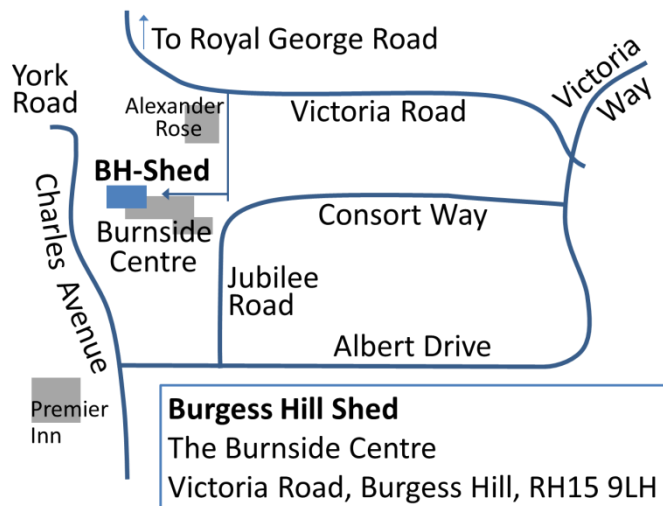 To Royal George Road
York
Road
Alexander
Rose
Victoria Road
Victoria
Way
BH-Shed
Burnside
Centre
Consort Way
Charles Avenue
Jubilee
Road
Albert Drive
Premier
Inn
Burgess Hill Shed
The Burnside Centre
Victoria Road, Burgess Hill, RH15 9LH